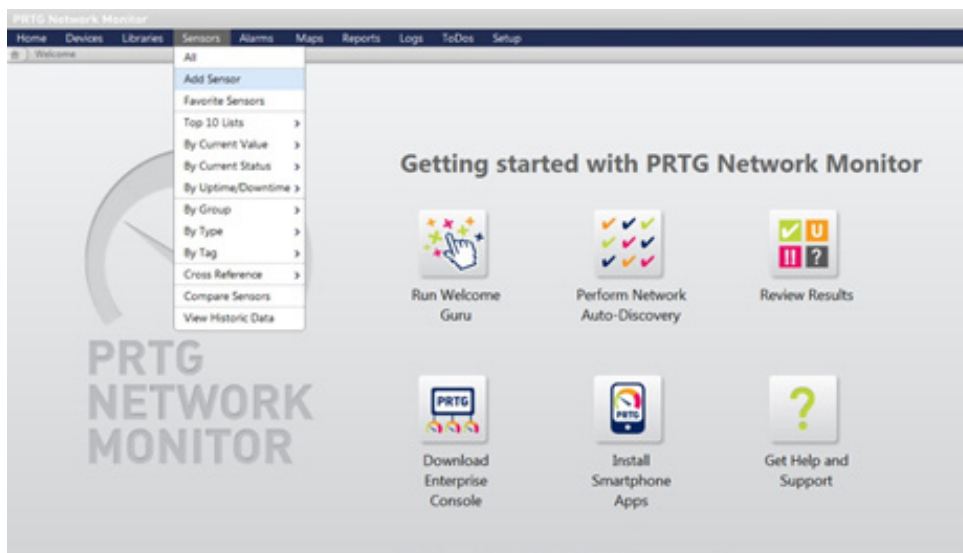 PRTG Network Monitor
Home Devices Libraries Sensors Alarms Maps Reports Logs ToDos Setup
Welcome
All
Add Sensor
Favorite Sensors
Top 10 Lists
By Current Value
By Current Status
By Uptime/Downtime
By Group
By Type
By Tag
Cross Reference
Compare Sensors
View Historic Data
PRTG
NETWORK
MONITOR
Getting started with PRTG Network Monitor
Run Welcome
Guru
Perform Network
Auto-Discovery
U
!! ?
Review Results
PRTG
Download
Enterprise
Console
PRTG
Install
Smartphone
Apps
?
Get Help and
Support